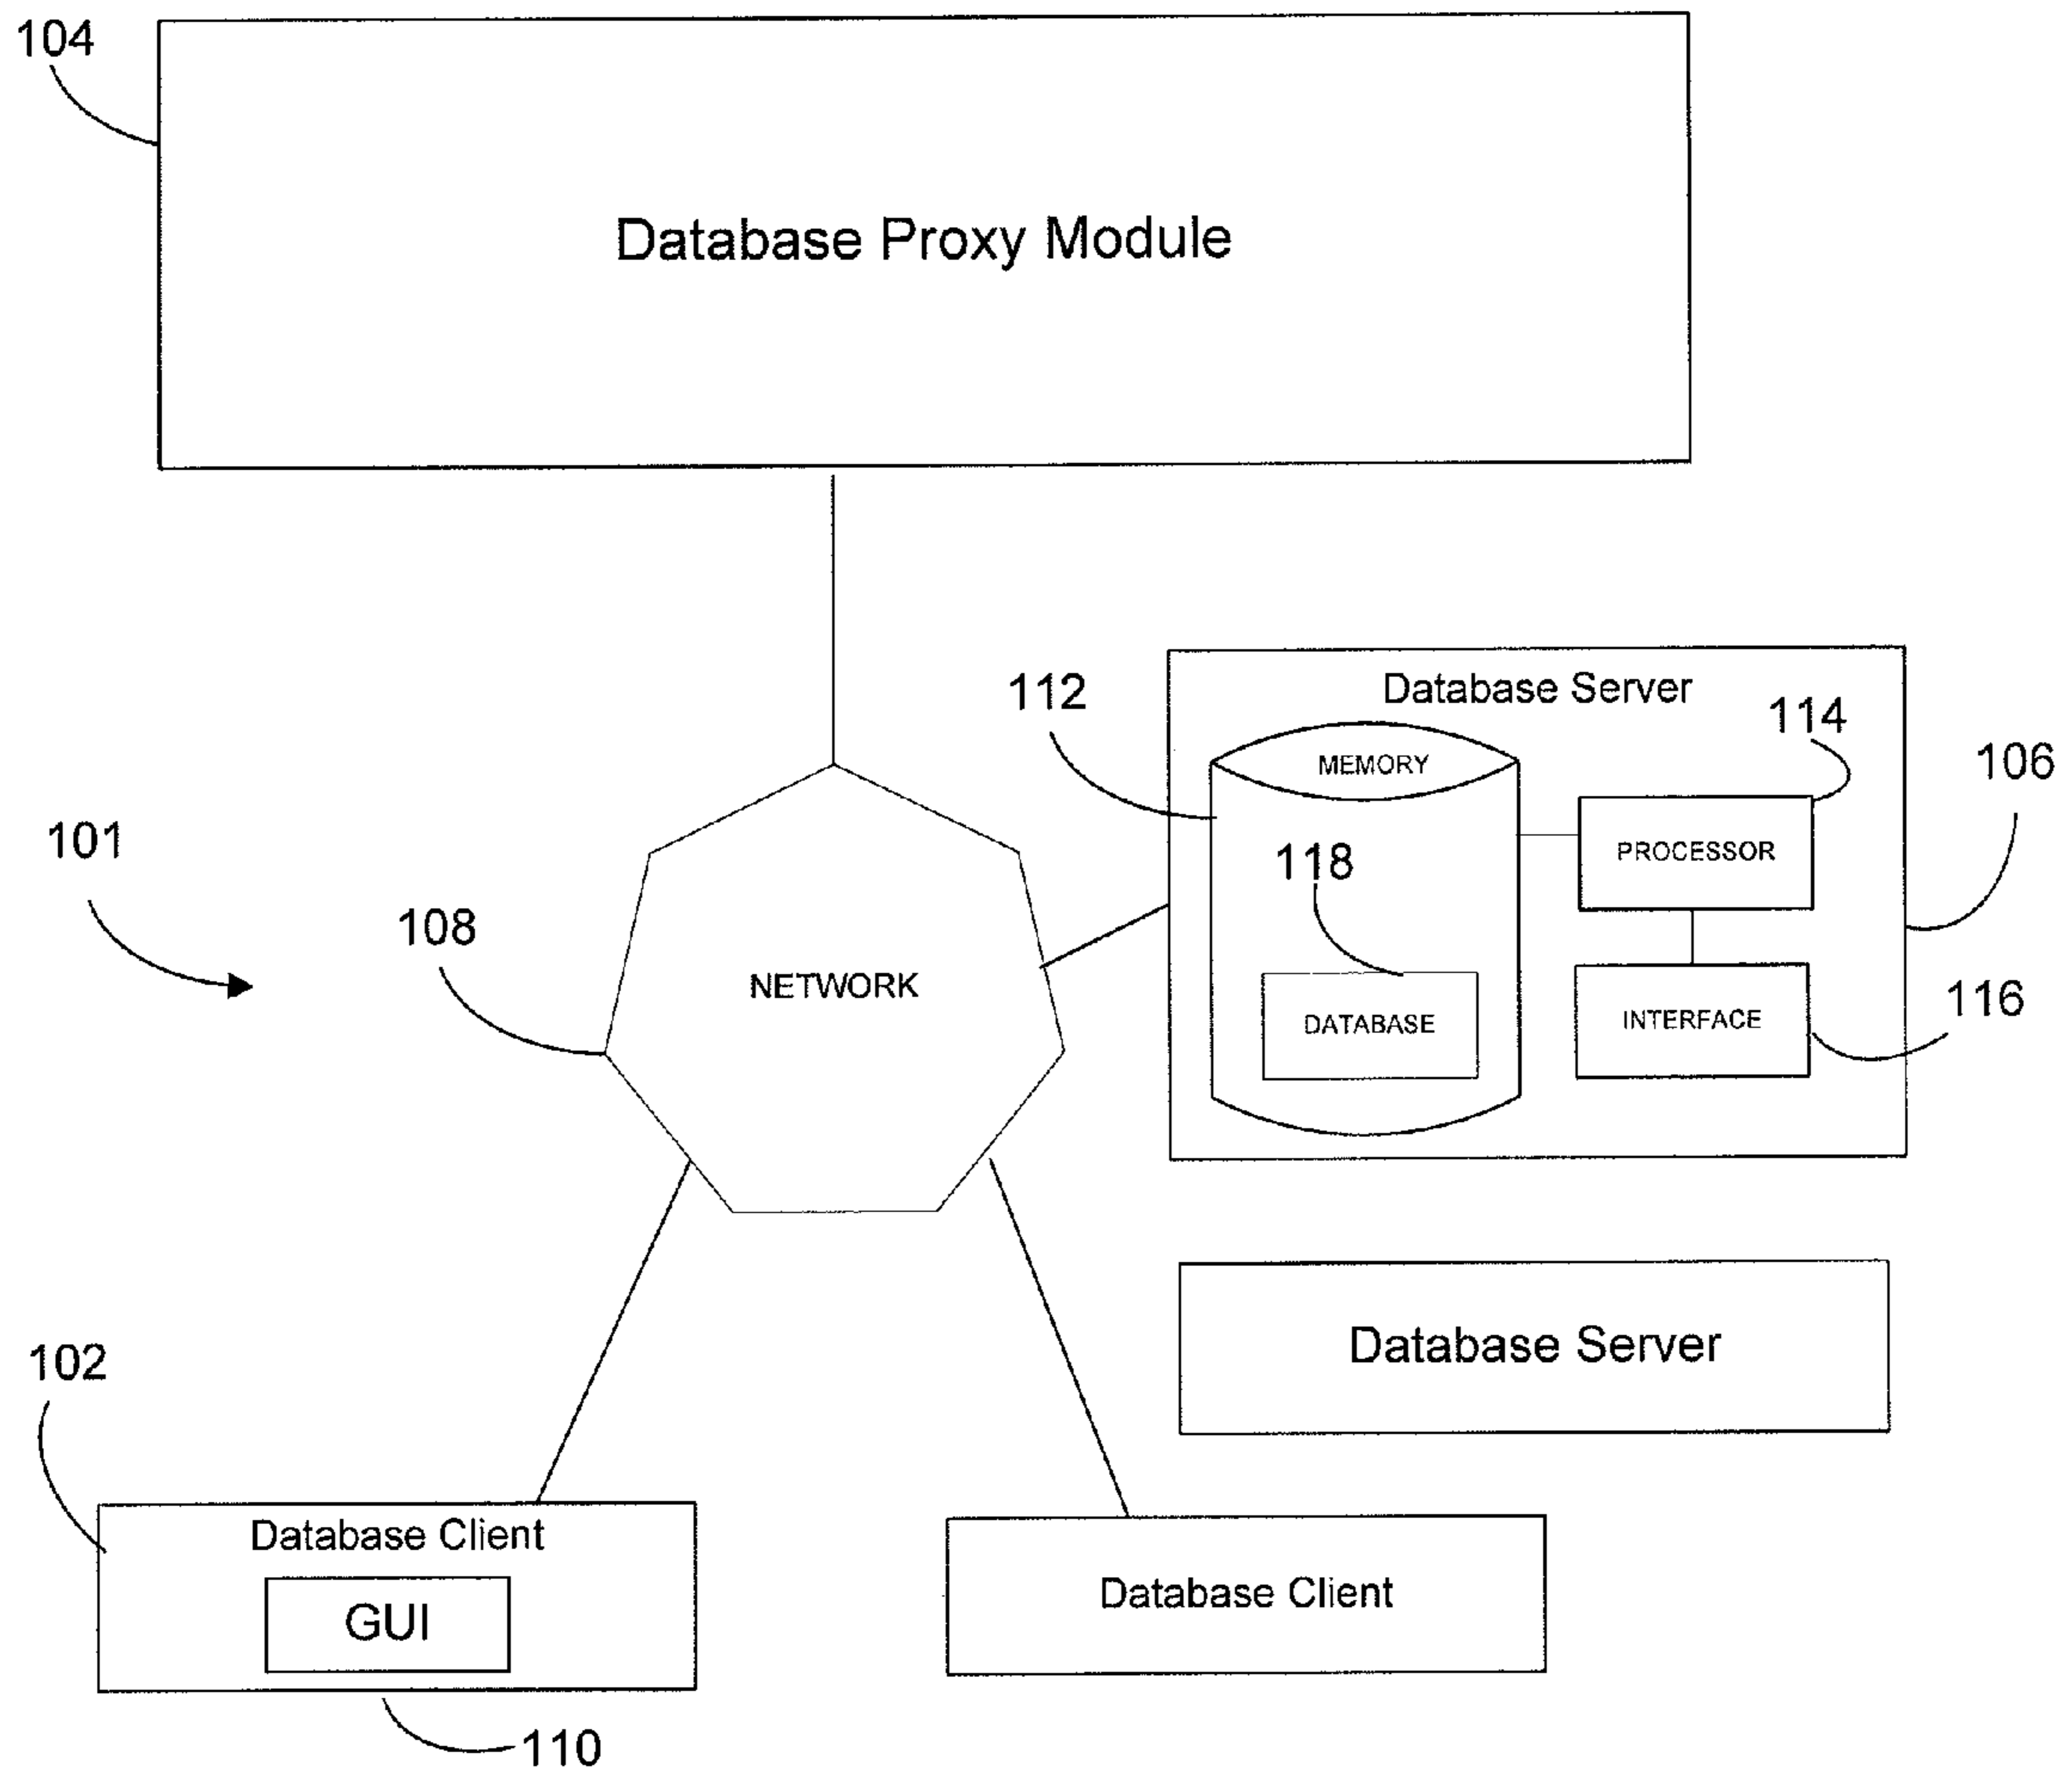 104
Database Proxy Module
112
Database Server
114
106
MEMORY
101
118
PROCESSOR
108
NETWORK
DATABASE
INTERFACE
116
Database Server
102
Database Client
GUI
Database Client
110